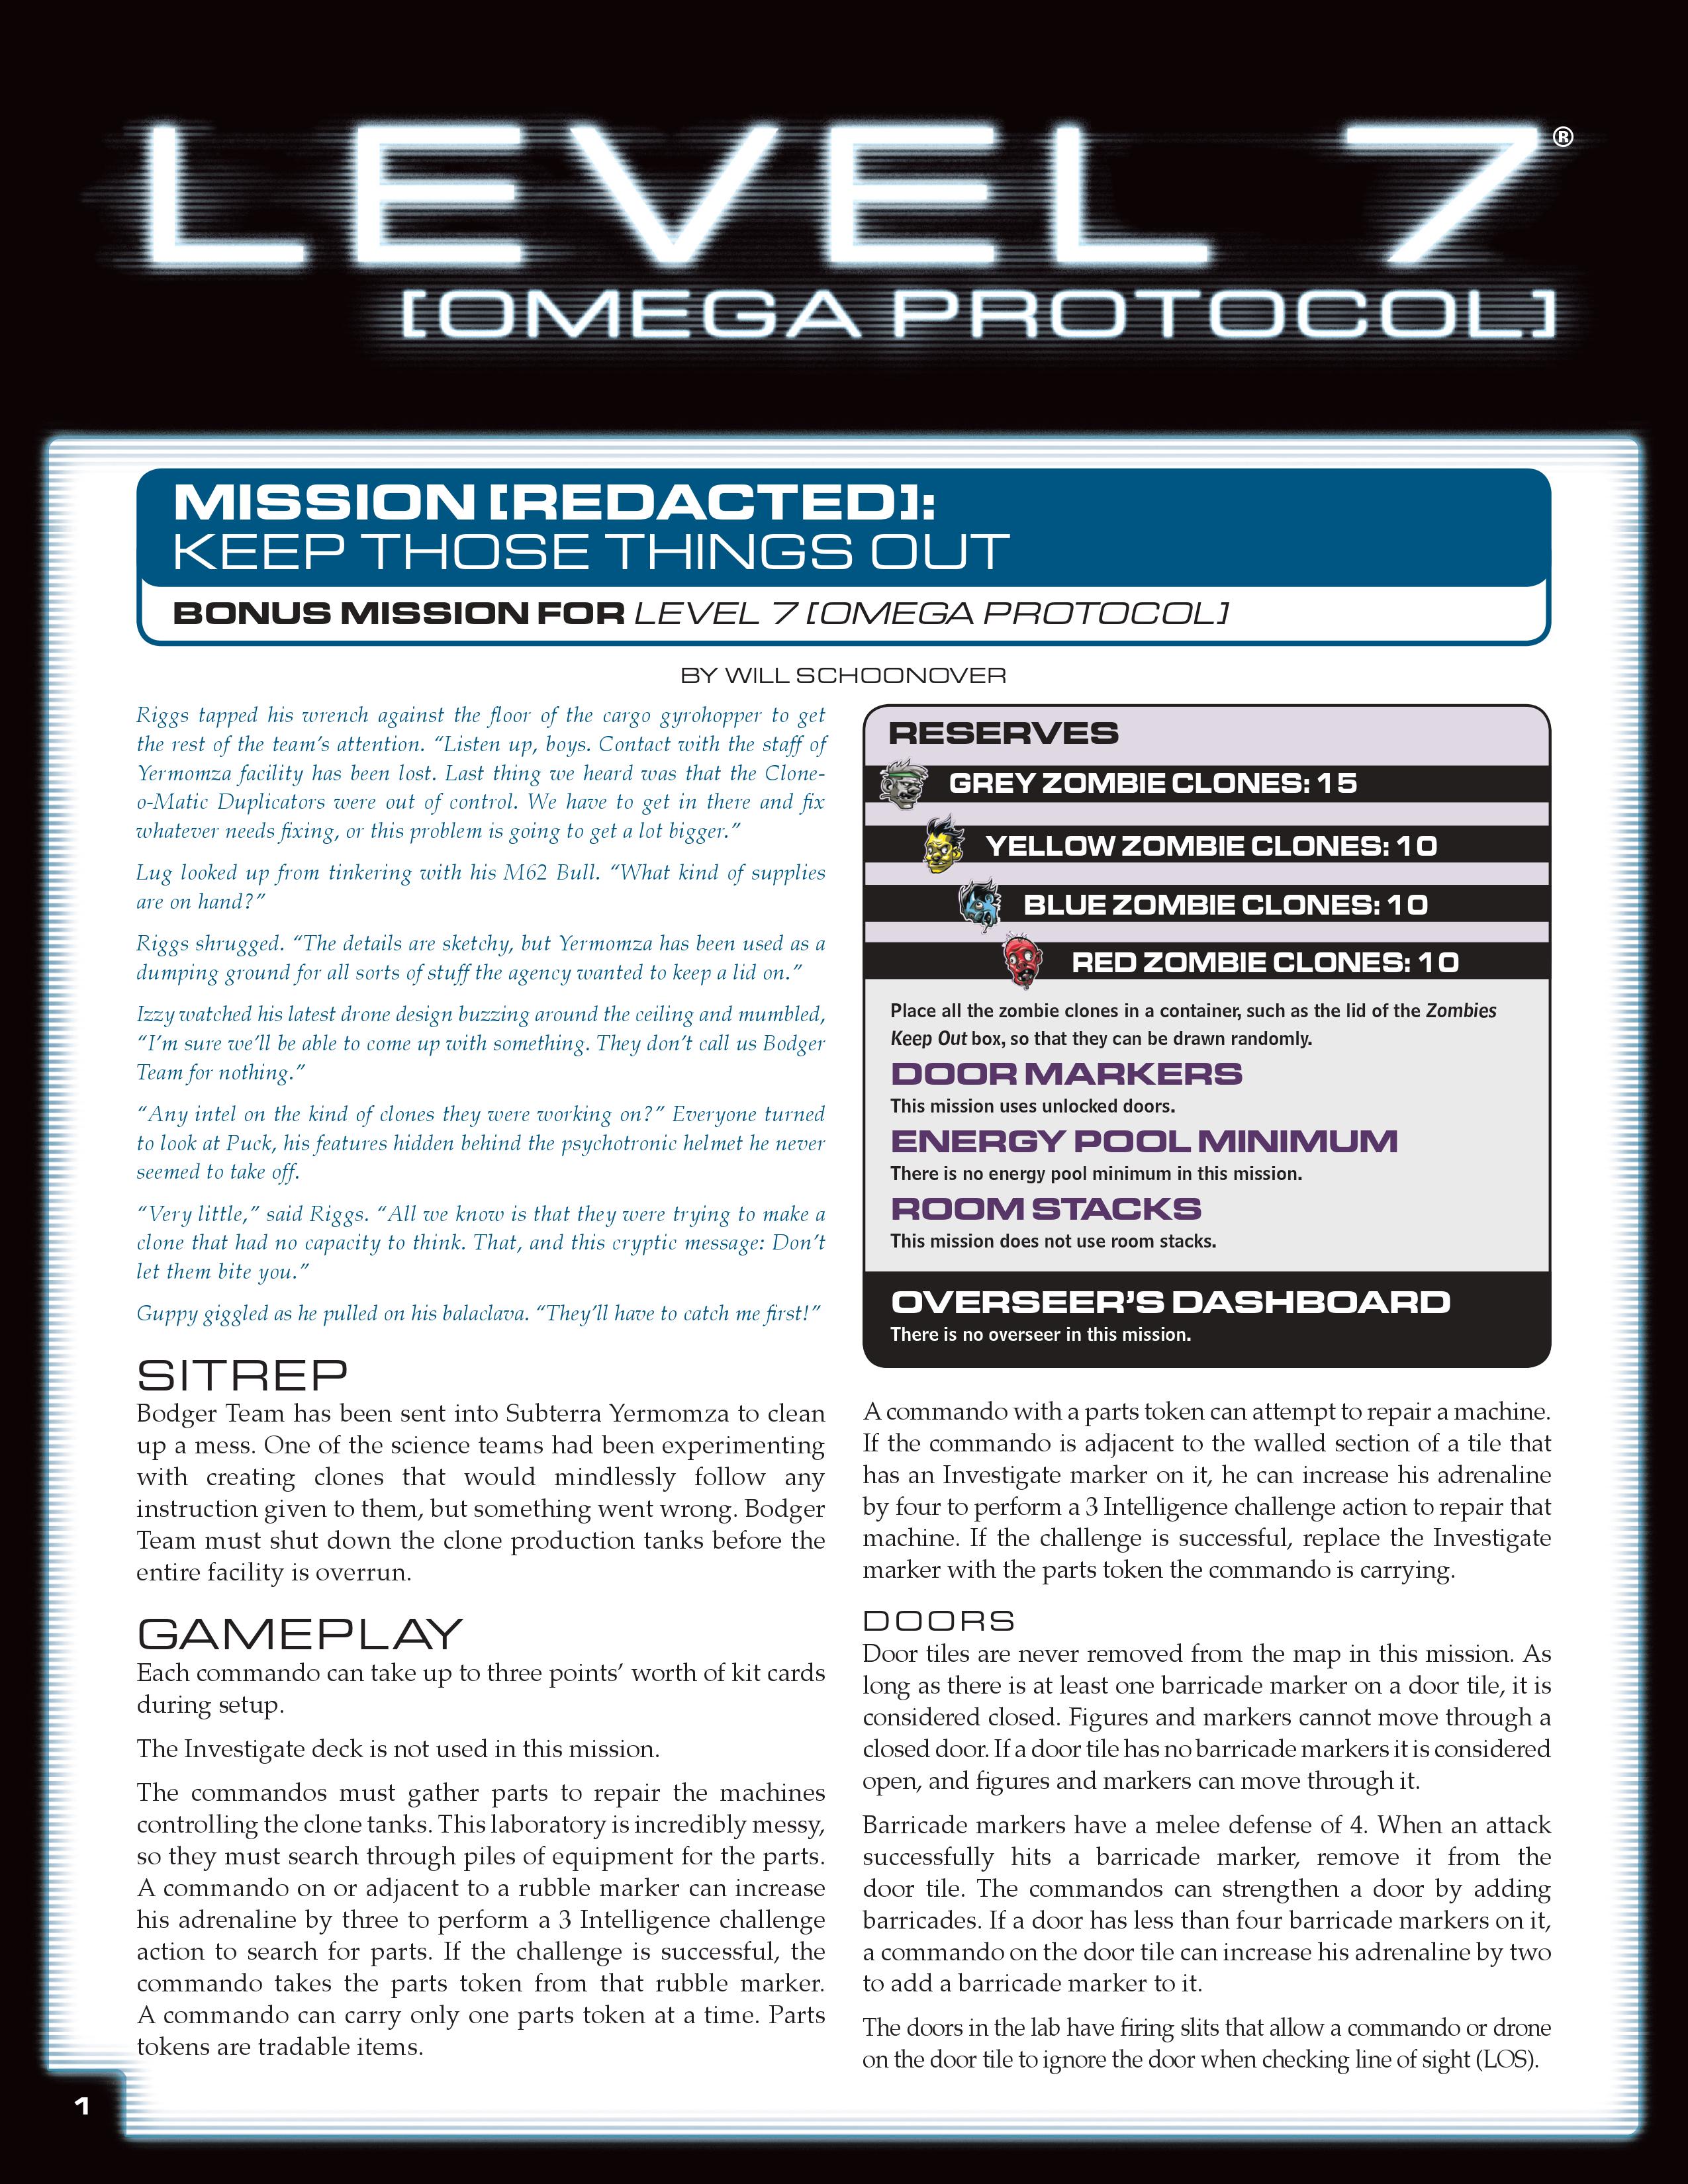 LEVEL 7®
[OMEGA PROTOCOL]
MISSION [REDACTED]:
KEEP THOSE THINGS OUT
BONUS MISSION FOR LEVEL 7 [OMEGA PROTOCOL]
BY WILL SCHOONOVER
Riggs tapped his wrench against the floor of the cargo gyrohopper to get
the rest of the team's attention. “Listen up, boys. Contact with the staff of
Yermomza facility has been lost. Last thing we heard was that the Clone-
o-Matic Duplicators were out of control. We have to get in there and fix
whatever needs fixing, or this problem is going to get a lot bigger.”
Lug looked up from tinkering with his M62 Bull. “What kind of supplies
are on hand?”
Riggs shrugged. “The details are sketchy, but Yermomza has been used as a
dumping ground for all sorts of stuff the agency wanted to keep a lid on.”
Izzy watched his latest drone design buzzing around the ceiling and mumbled,
“I'm sure we'll be able to come up with something. They don't call us Bodger
Team for nothing.”
“Any intel on the kind of clones they were working on?” Everyone turned
to look at Puck, his features hidden behind the psychotronic helmet he never
seemed to take off.
“Very little,” said Riggs. “All we know is that they were trying to make a
clone that had no capacity to think. That, and this cryptic message: Don't
let them bite you.”
Guppy giggled as he pulled on his balaclava. “They'll have to catch me first!”
SITREP
Bodger Team has been sent into Subterra Yermomza to clean
up a mess. One of the science teams had been experimenting
with creating clones that would mindlessly follow any
instruction given to them, but something went wrong. Bodger
Team must shut down the clone production tanks before the
entire facility is overrun.
GAMEPLAY
Each commando can take up to three points' worth of kit cards
during setup.
The Investigate deck is not used in this mission.
The commandos must gather parts to repair the machines
controlling the clone tanks. This laboratory is incredibly messy,
so they must search through piles of equipment for the parts.
A commando on or adjacent to a rubble marker can increase
his adrenaline by three to perform a 3 Intelligence challenge
action to search for parts. If the challenge is successful, the
commando takes the parts token from that rubble marker.
A commando can carry only one parts token at a time. Parts
tokens are tradable items.
RESERVES
GREY ZOMBIE CLONES: 15
YELLOW ZOMBIE CLONES: 10
BLUE ZOMBIE CLONES: 10
RED ZOMBIE CLONES: 10
Place all the zombie clones in a container, such as the lid of the Zombies
Keep Out box, so that they can be drawn randomly.
DOOR MARKERS
This mission uses unlocked doors.
ENERGY POOL MINIMUM
There is no energy pool minimum in this mission.
ROOM STACKS
This mission does not use room stacks.
OVERSEER'S DASHBOARD
There is no overseer in this mission.
A commando with a parts token can attempt to repair a machine.
If the commando is adjacent to the walled section of a tile that
has an Investigate marker on it, he can increase his adrenaline
by four to perform a 3 Intelligence challenge action to repair that
machine. If the challenge is successful, replace the Investigate
marker with the parts token the commando is carrying.
DOORS
Door tiles are never removed from the map in this mission. As
long as there is at least one barricade marker on a door tile, it is
considered closed. Figures and markers cannot move through a
closed door. If a door tile has no barricade markers it is considered
open, and figures and markers can move through it.
Barricade markers have a melee defense of 4. When an attack
successfully hits a barricade marker, remove it from the
door tile. The commandos can strengthen a door by adding
barricades. If a door has less than four barricade markers on it,
a commando on the door tile can increase his adrenaline by two
to add a barricade marker to it.
The doors in the lab have firing slits that allow a commando or drone
on the door tile to ignore the door when checking line of sight (LOS).
1